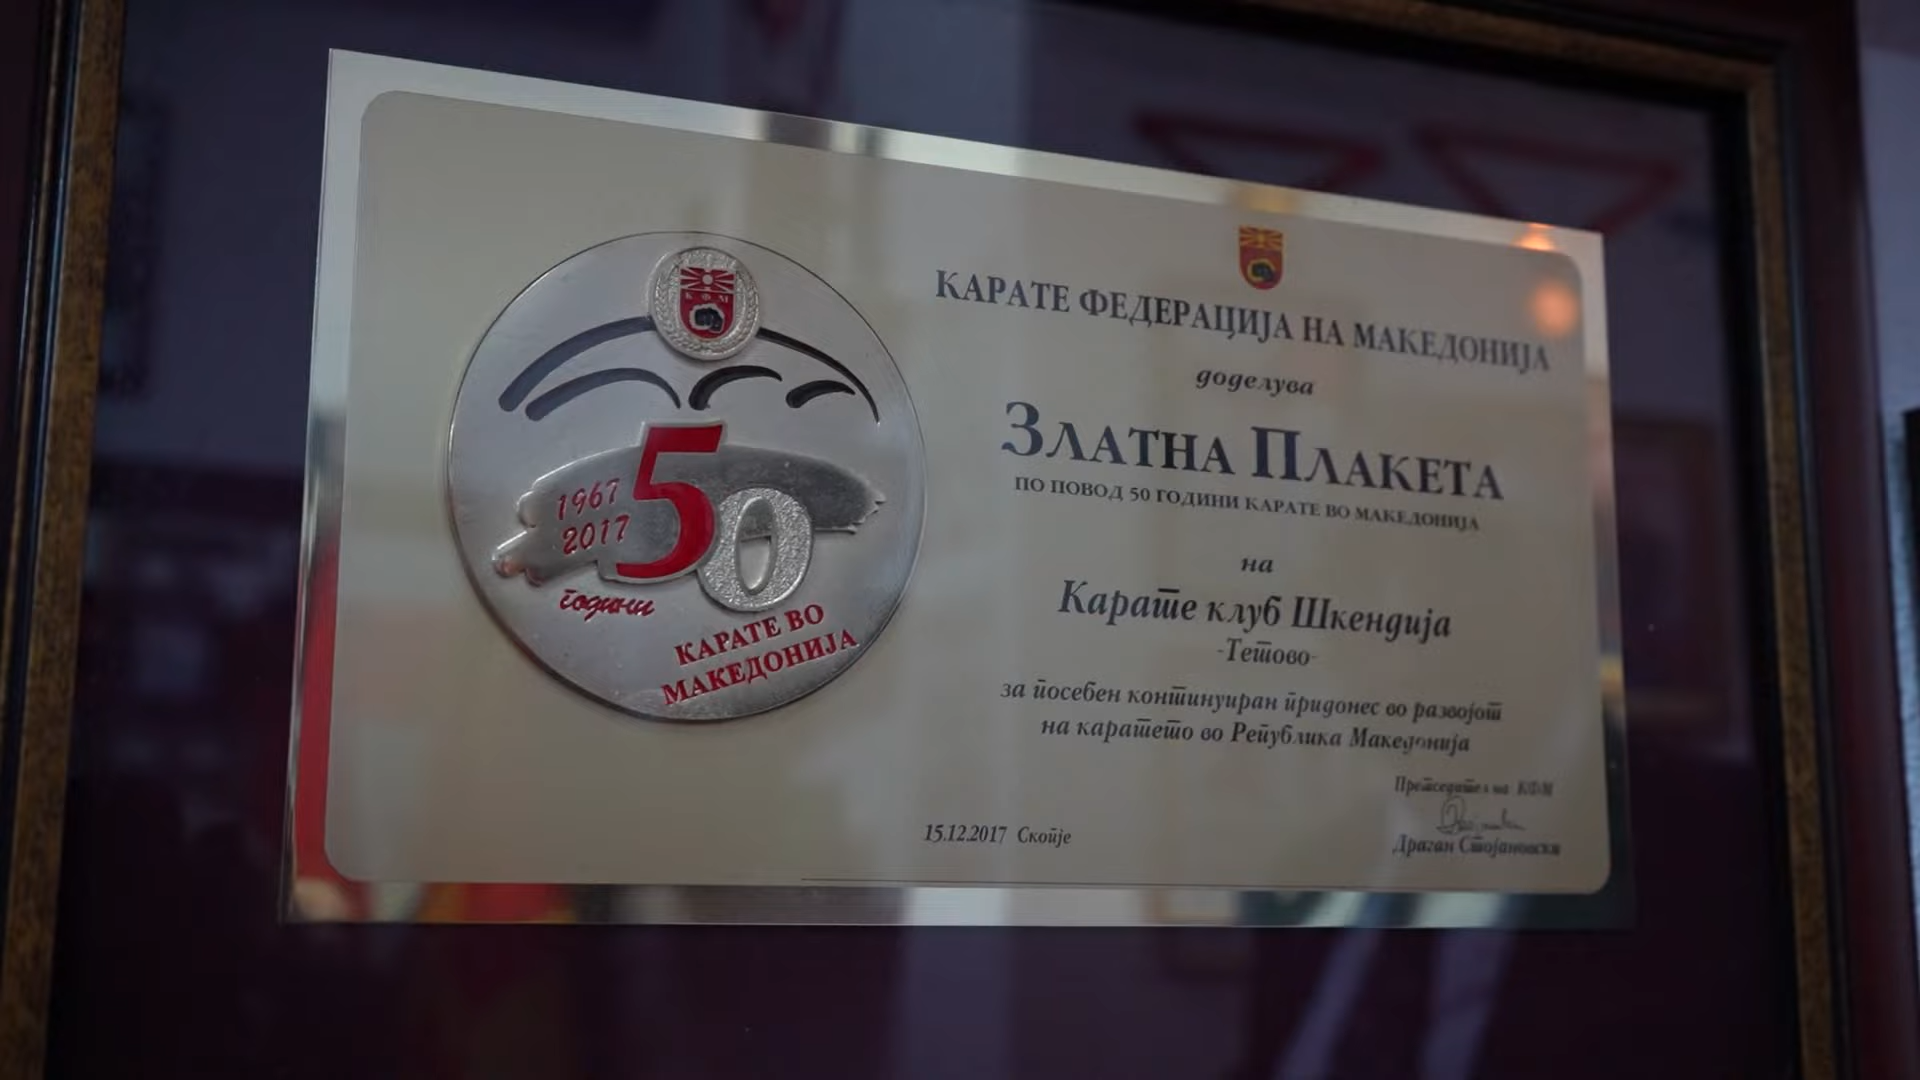 К Ф М
1967
2017
50
години
КАРАТЕ ВО
МАКЕДОНИЈА
КАРАТЕ ФЕДЕРАЦИЈА НА МАКЕДОНИЈА
доделува
ЗЛАТНА ПЛАКЕТА
ПО ПОВОД 50 ГОДИНИ КАРАТЕ ВО МАКЕДОНИЈА
на
Карате клуб Шкендија
-Тетово-
за посебен континуиран придонес во развојот
на каратето во Република Македонија
Претседател на КФМ
Драган Стојановски
15.12.2017 Скопје